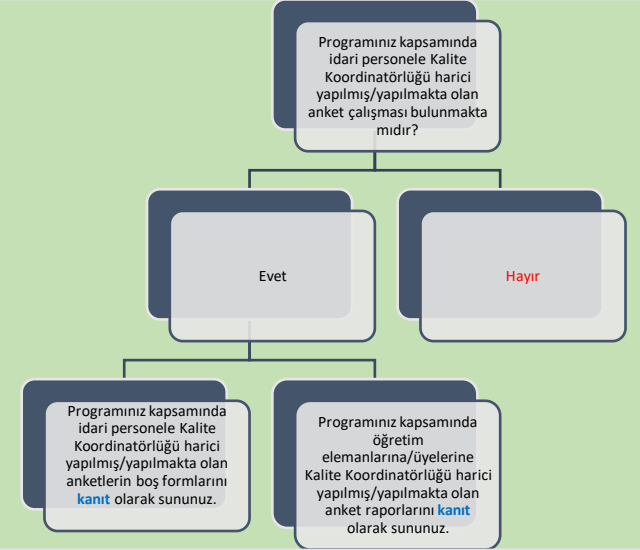 Programınız kapsamında
idari personele Kalite
Koordinatörlüğü harici
yapılmış/yapılmakta olan
anket çalışması bulunmakta
mıdır?
Evet
Hayır
Programınız kapsamında
idari personele Kalite
Koordinatörlüğü harici
yapılmış/yapılmakta olan
anketlerin boş formlarını
kanıt olarak sununuz.
Programınız kapsamında
öğretim
elemanlarına/üyelerine
Kalite Koordinatörlüğü harici
yapılmış/yapılmakta olan
anket raporlarını kanıt
olarak sununuz.